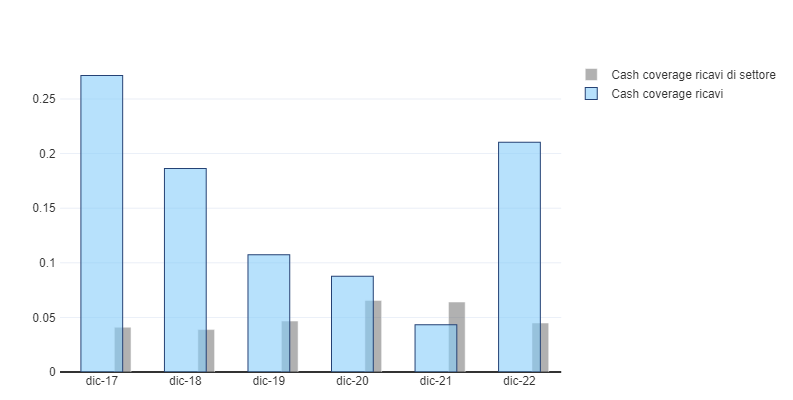 Cash coverage ricavi di settore
Cash coverage ricavi
0.25
0.2
0.15
0.1
0.05
0
dic-17 dic-18 dic-19 dic-20 dic-21 dic-22